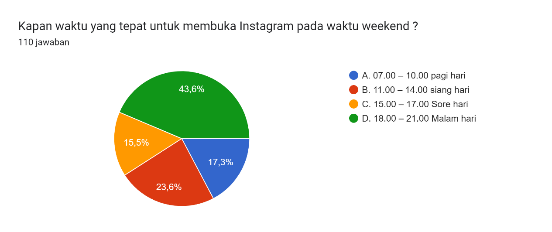 Kapan waktu yang tepat untuk membuka Instagram pada waktu weekend ?
110 jawaban
A. 07.00 – 10.00 pagi hari
B. 11.00 – 14.00 siang hari
C. 15.00 – 17.00 Sore hari
D. 18.00 – 21.00 Malam hari
43,6%
15,5%
17,3%
23,6%